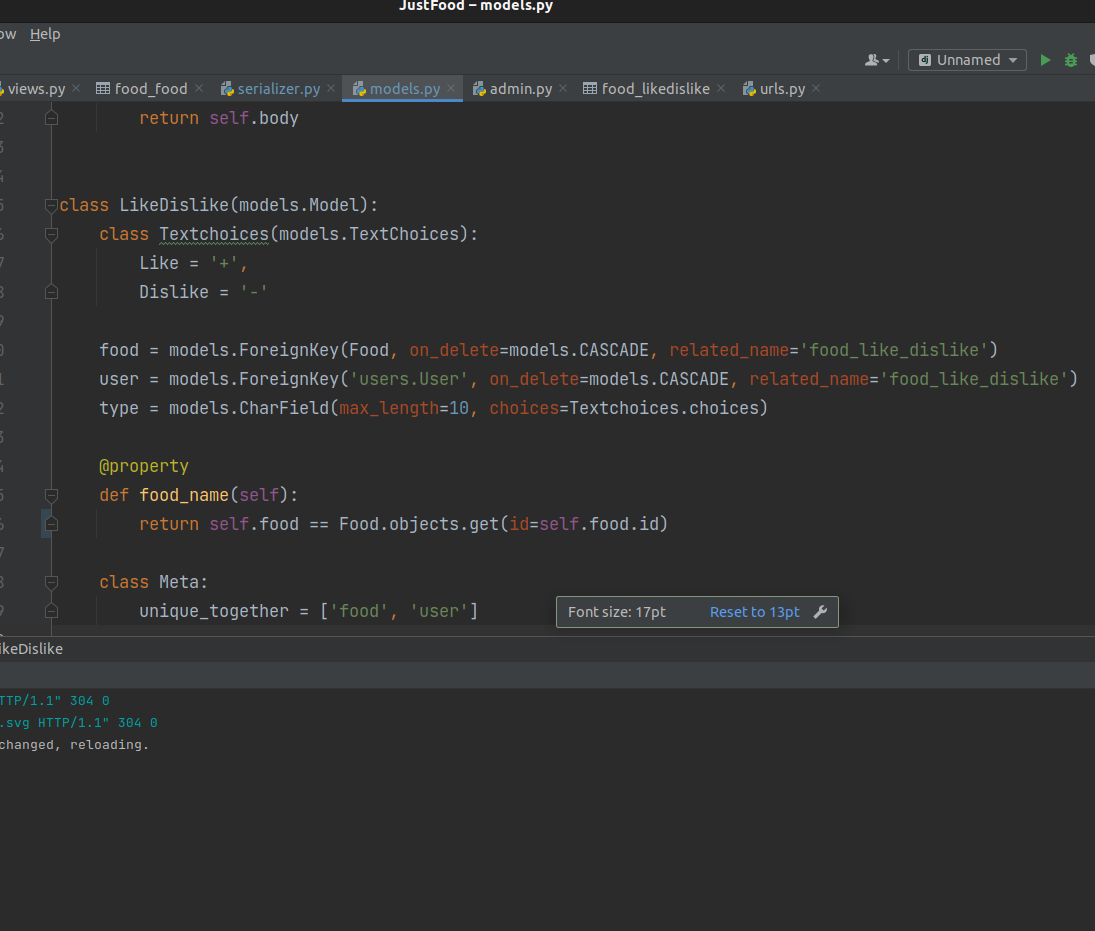 JustFood – models.py
ow Help
Unnamed
views.py food_food serializer.py models.py admin.py food_likedislike urls.py
return self.body
class LikeDislike(models.Model):
class Textchoices(models.TextChoices):
Like = '+',
Dislike = '-'
food = models.ForeignKey(Food, on_delete=models.CASCADE, related_name='food_like_dislike')
user = models.ForeignKey('users.User', on_delete=models.CASCADE, related_name='food_like_dislike')
type = models.CharField(max_length=10, choices=Textchoices.choices)
@property
def food_name(self):
return self.food == Food.objects.get(id=self.food.id)
class Meta:
unique_together = ['food', 'user']
Font size: 17pt Reset to 13pt
ikeDislike
TTP/1.1" 304 0
.svg HTTP/1.1" 304 0
changed, reloading.